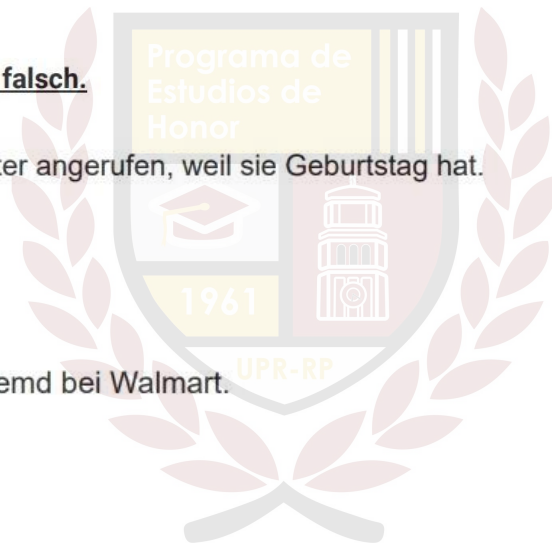 Programa de
Estudios de
Honor
falsch.
ter angerufen, weil sie Geburtstag hat.
1961
UPR-RP
emd bei Walmart.